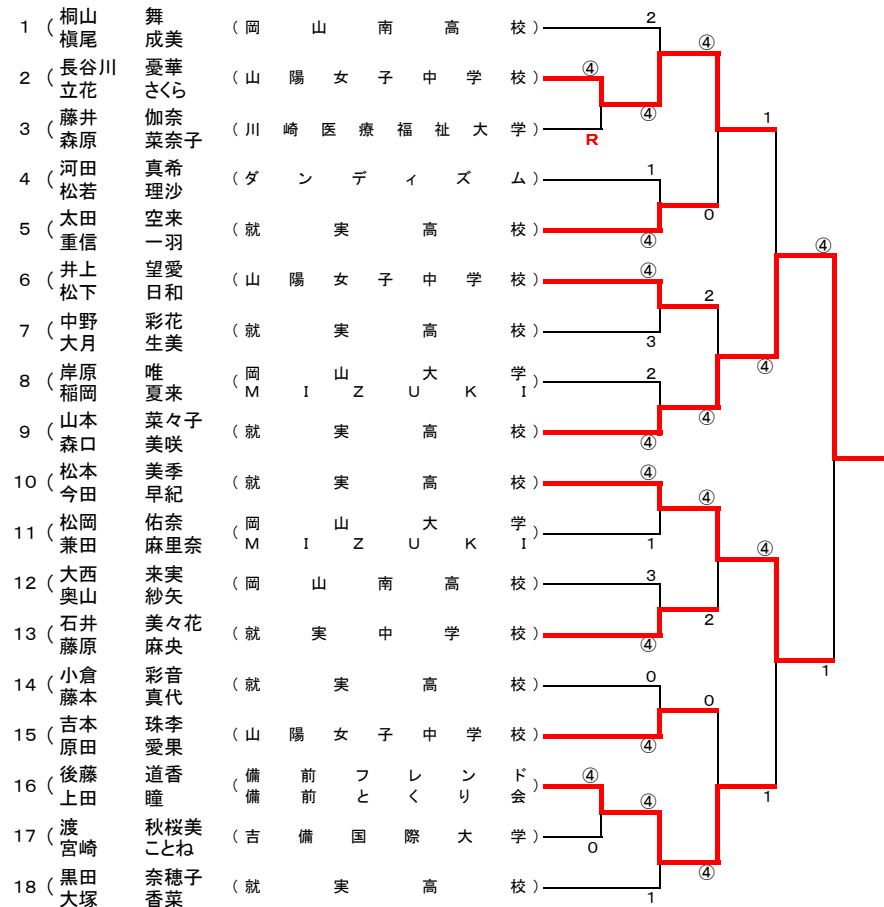 桐山 舞 2
1 ( ( 岡 山 南 高 校 ) ④
槇尾 成美
長谷川 憂華 ④
2 ( ( 山 陽 女 子 中 学 校 )
立花 さくら ④ 1
藤井 伽奈
3 ( ( 川 崎 医 療 福 祉 大 学 )
森原 菜奈子 R
河田 真希 1
4 ( ( ダ ン デ ィ ズ ム )
松若 理沙 0
太田 空来
5 ( ( 就 実 高 校 )
重信 一羽 ④ ④
井上 望愛 ④
6 ( ( 山 陽 女 子 中 学 校 )
松下 日和 2
中野 彩花
7 ( ( 就 実 高 校 )
大月 生美 3
岸原 唯 ( 岡 山 大 学 ) 2 ④
8 (
稲岡 夏来 M I Z U K I
山本 菜々子 ④
9 ( ( 就 実 高 校 )
森口 美咲 ④
松本 美季 ④
10 ( ( 就 実 高 校 )
今田 早紀 ④
松岡 佑奈 ( 岡 山 大 学 )
11 (
兼田 麻里奈 M I Z U K I 1 ④
大西 来実 3
12 ( ( 岡 山 南 高 校 )
奥山 紗矢
石井 美々花 2
13 ( ( 就 実 中 学 校 )
藤原 麻央 ④
小倉 彩音 0 1
14 ( ( 就 実 高 校 )
藤本 真代 0
吉本 珠李
15 ( ( 山 陽 女 子 中 学 校 )
原田 愛果 ④
後藤 道香 ( 備 前 フ レ ン ド ) ④
16 (
上田 瞳 備 前 と く り 会 ④ 1
渡 秋桜美
17 ( ( 吉 備 国 際 大 学 )
宮崎 ことね 0
黒田 奈穂子 ④
18 ( ( 就 実 高 校 )
大塚 香菜 1